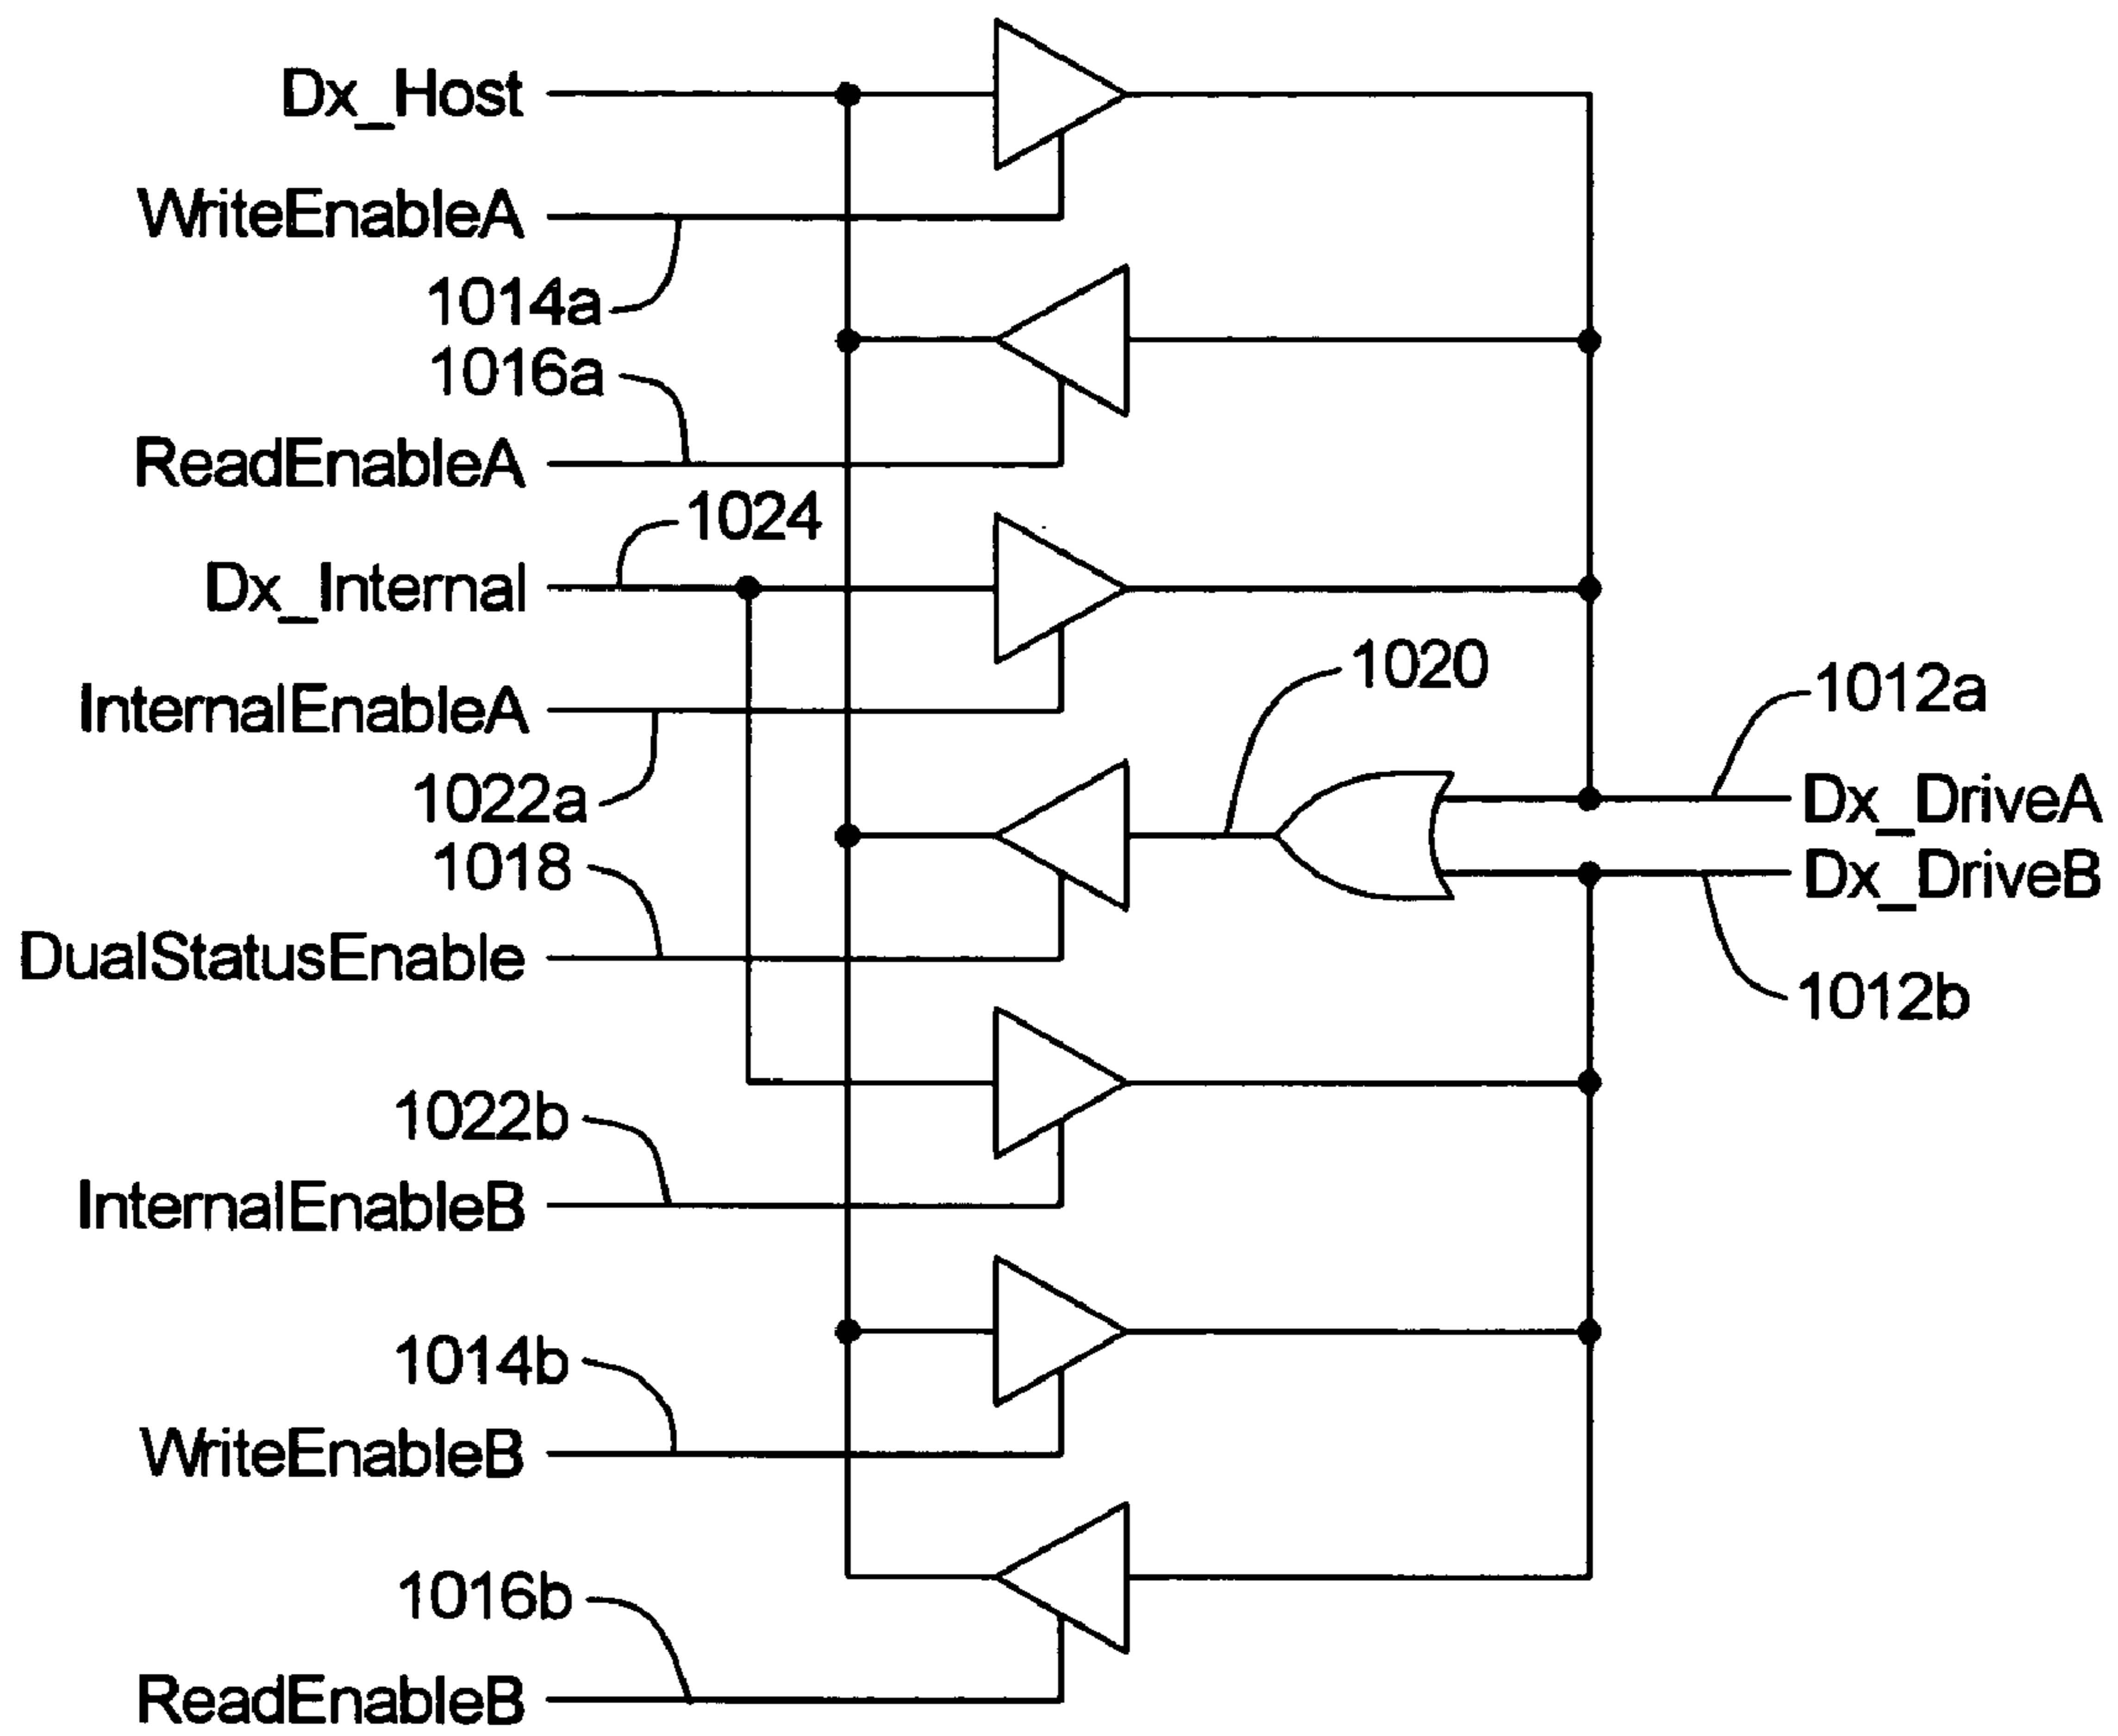 Dx_Host
WriteEnableA
1014a
1016a
ReadEnableA
1024
Dx_Internal
1020
1012a
InternalEnableA
1022a
Dx_DriveA
1018
Dx_DriveB
DualStatusEnable
1012b
1022b
InternalEnableB
1014b
WriteEnableB
1016b
ReadEnableB